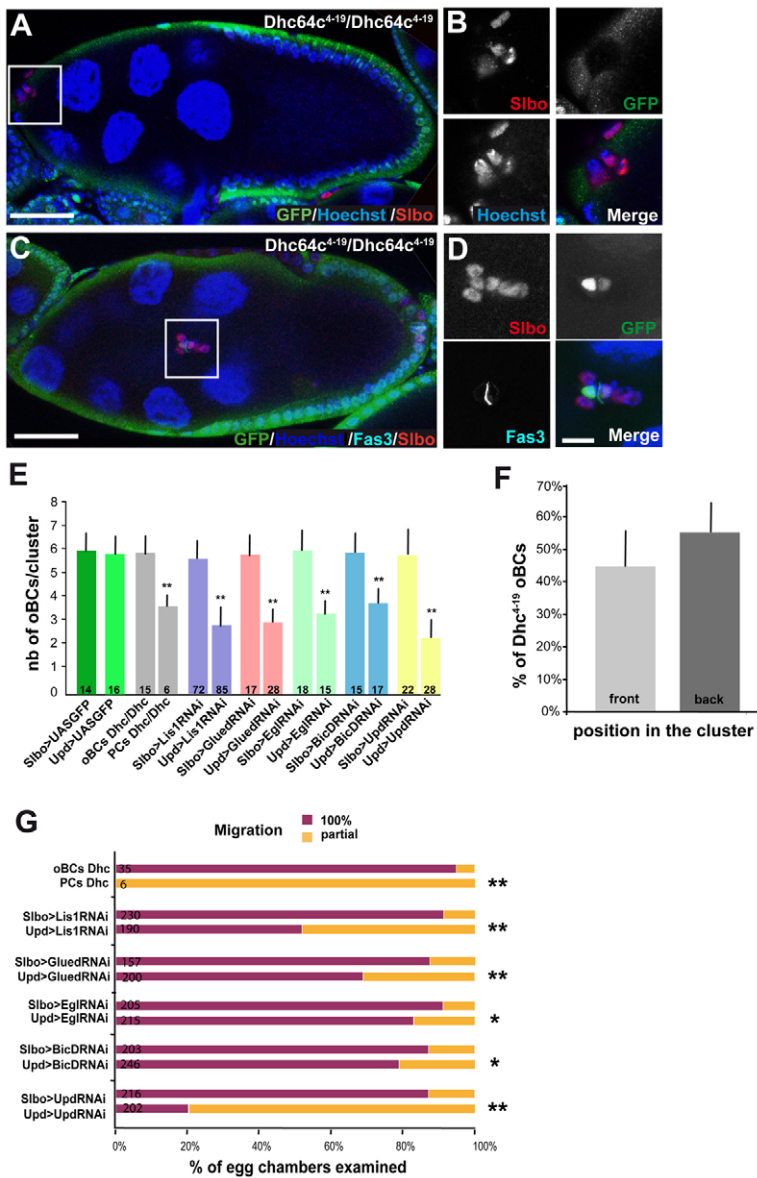 A
Dhc64c4-19/Dhc64c4-19
GFP/Hoechst /Slbo
B
Slbo
GFP
Hoechst
Merge
C
Dhc64c4-19/Dhc64c4-19
GFP/Hoechst/Fas3/Slbo
D
Slbo
GFP
Fas3
Merge
E
nb of oBCs/cluster
8
7
6
5
4
3
2
1
0
** ** ** ** ** **
14 16 15 6 72 85 17 28 18 15 15 17 22 28
Slbo>UASGFP
Upd>UASGFP
oBCs Dhc/Dhc
PCs Dhc/Dhc
Slbo>Lis1RNAi
Upd>Lis1RNAi
Slbo>GluedRNAi
Upd>GluedRNAi
Slbo>EglRNAi
Upd>EglRNAi
Slbo>BicDRNAi
Upd>BicDRNAi
Slbo>UpdRNAi
Upd>UpdRNAi
F
% of Dhc4-19 oBCs
70%
60%
50%
40%
30%
20%
10%
0%
front back
position in the cluster
G
Migration
100%
partial
oBCs Dhc 35
PCs Dhc 6 **
Slbo>Lis1RNAi 230
Upd>Lis1RNAi 190 **
Slbo>GluedRNAi 157
Upd>GluedRNAi 200 **
Slbo>EglRNAi 205
Upd>EglRNAi 215 *
Slbo>BicDRNAi 203
Upd>BicDRNAi 246 *
Slbo>UpdRNAi 216
Upd>UpdRNAi 202 **
0% 20% 40% 60% 80% 100%
% of egg chambers examined